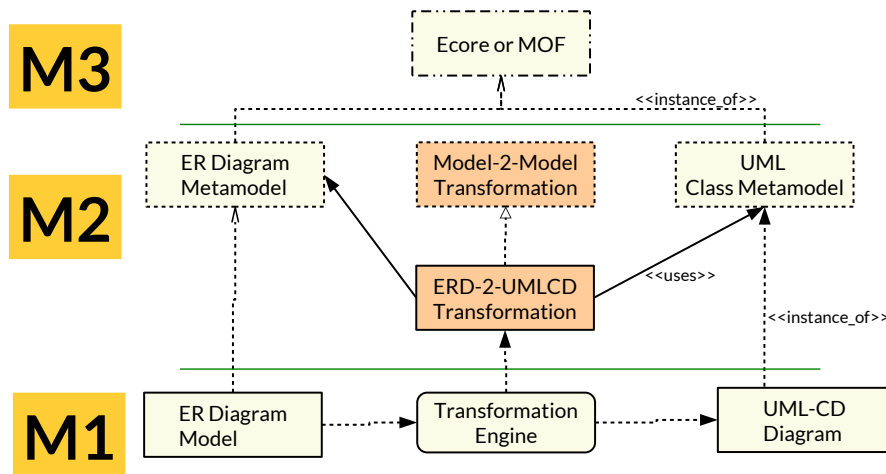 M3
Ecore or MOF
<<instance_of>>
M2
ER Diagram
Metamodel
Model-2-Model
Transformation
UML
Class Metamodel
ERD-2-UMLCD
Transformation
<<uses>>
<<instance_of>>
M1
ER Diagram
Model
Transformation
Engine
UML-CD
Diagram